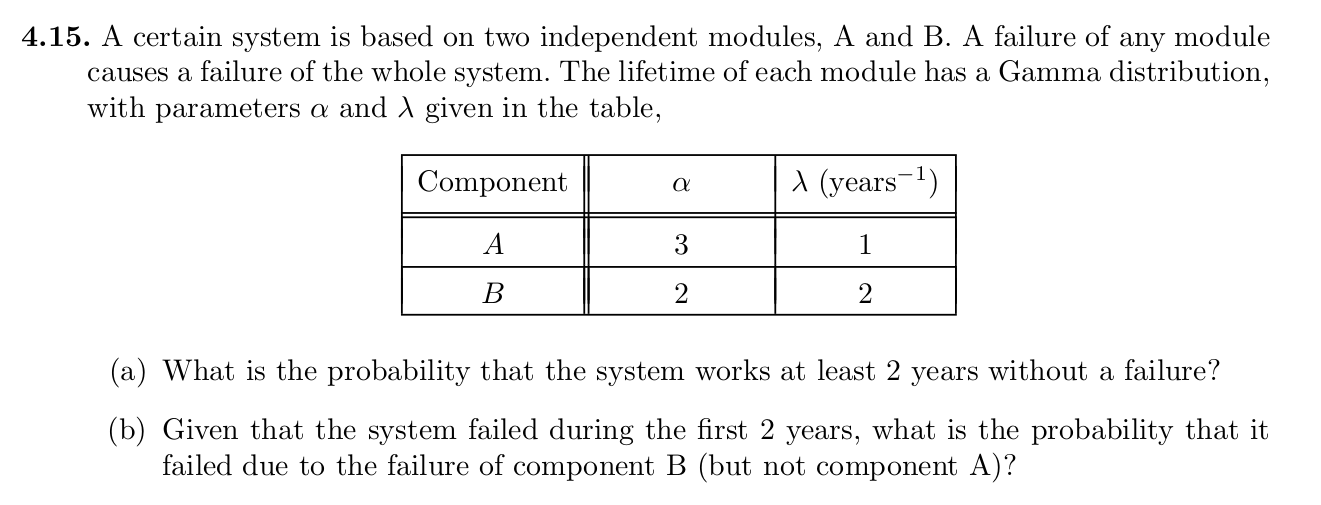 4.15. A certain system is based on two independent modules, A and B. A failure of any module
causes a failure of the whole system. The lifetime of each module has a Gamma distribution,
with parameters α and λ given in the table,
Component α λ (years⁻¹)
A 3 1
B 2 2
(a) What is the probability that the system works at least 2 years without a failure?
(b) Given that the system failed during the first 2 years, what is the probability that it
failed due to the failure of component B (but not component A)?